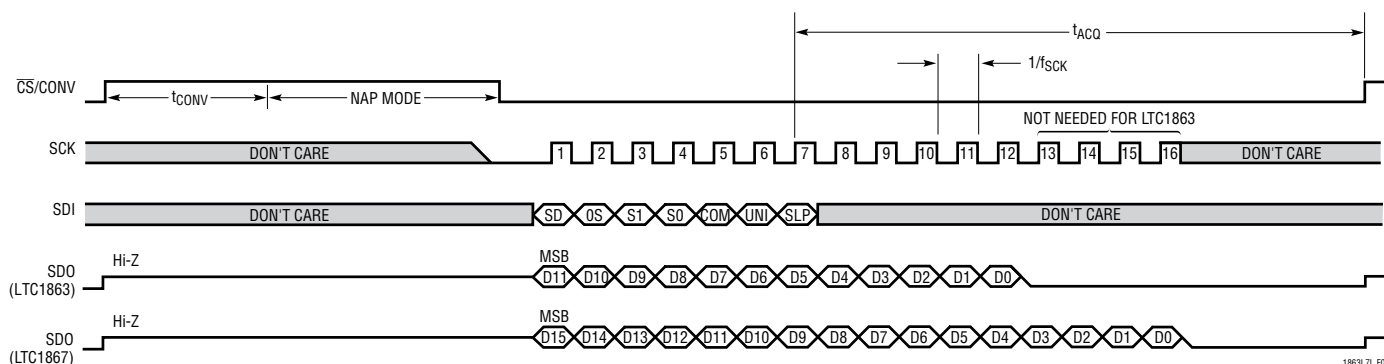 tACQ
1/fSCK
CS/CONV
tCONV
NAP MODE
NOT NEEDED FOR LTC1863
SCK
DON'T CARE
1 2 3 4 5 6 7 8 9 10 11 12 13 14 15 16
DON'T CARE
SDI
DON'T CARE
SD 0S S1 S0 COM UNI SLP
DON'T CARE
SDO
(LTC1863)
Hi-Z
MSB
D11 D10 D9 D8 D7 D6 D5 D4 D3 D2 D1 D0
SDO
(LTC1867)
Hi-Z
MSB
D15 D14 D13 D12 D11 D10 D9 D8 D7 D6 D5 D4 D3 D2 D1 D0